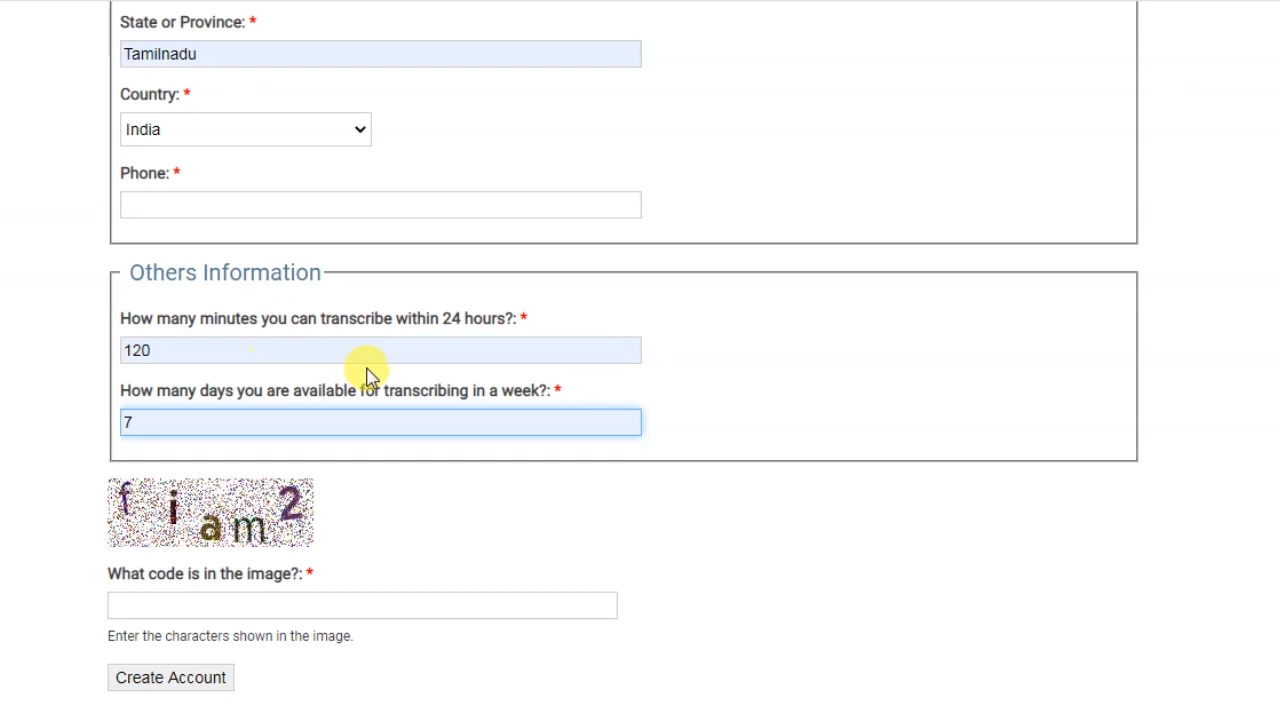 State or Province: *
Tamilnadu
Country: *
India
Phone: *
Others Information
How many minutes you can transcribe within 24 hours?: *
120
How many days you are available for transcribing in a week?: *
7
fiam2
What code is in the image?: *
Enter the characters shown in the image.
Create Account